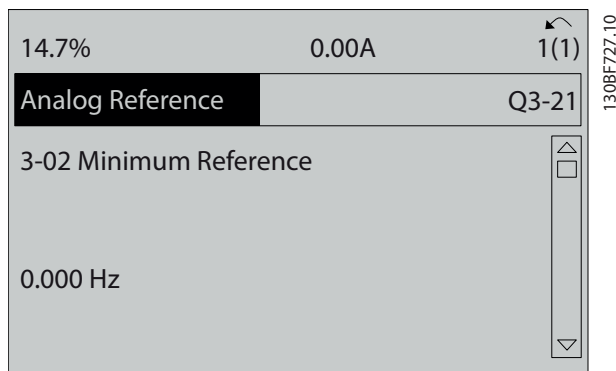 14.7% 0.00A 1(1)
Analog Reference Q3-21
3-02 Minimum Reference
0.000 Hz
130BF727.10